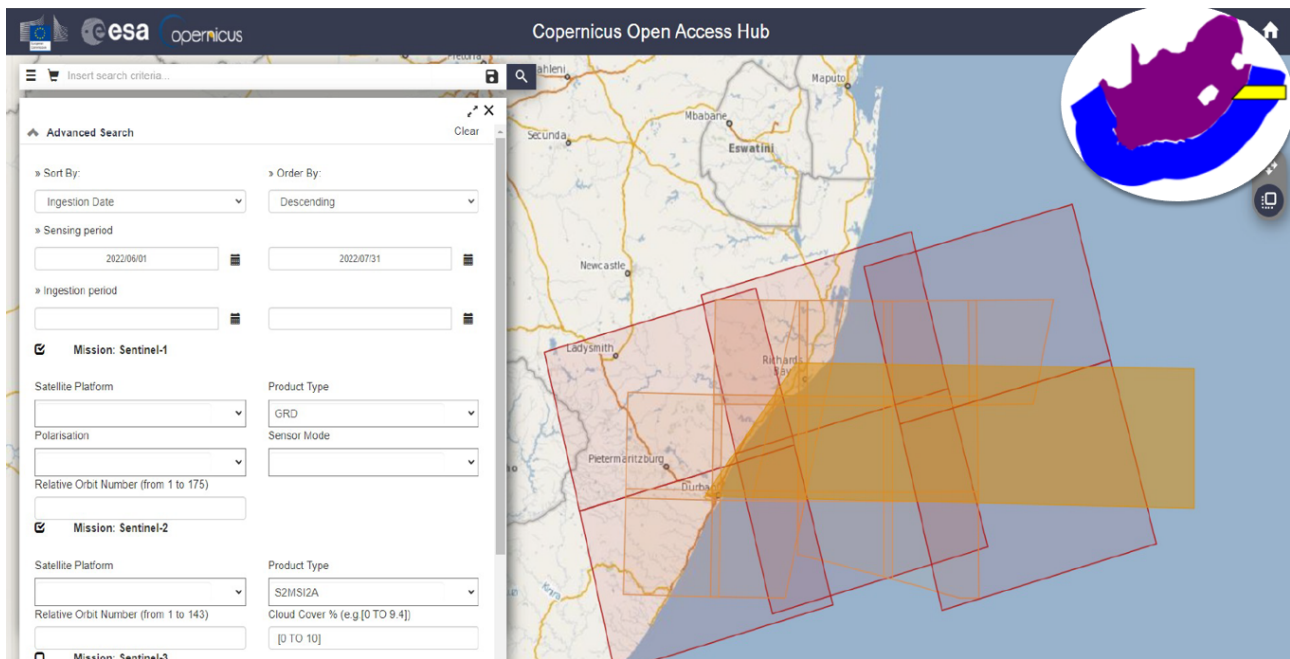 esa opernicus
Copernicus Open Access Hub
Insert search criteria...
Advanced Search
Clear
» Sort By:
» Order By:
Ingestion Date
Descending
» Sensing period
2022/06/01
2022/07/31
» Ingestion period
Mission: Sentinel-1
Satellite Platform
Product Type
GRD
Polarisation
Sensor Mode
Relative Orbit Number (from 1 to 175)
Mission: Sentinel-2
Satellite Platform
Product Type
S2MSI2A
Relative Orbit Number (from 1 to 143)
Cloud Cover % (e.g.[0 TO 9.4])
[0 TO 10]
Mission: Sentinel-3
Pretoria
ahleni
Maputo
Mbabane
Secunda
Eswatini
Newcastle
Ladysmith
Richards
Bay
Pietermaritzburg
Durba